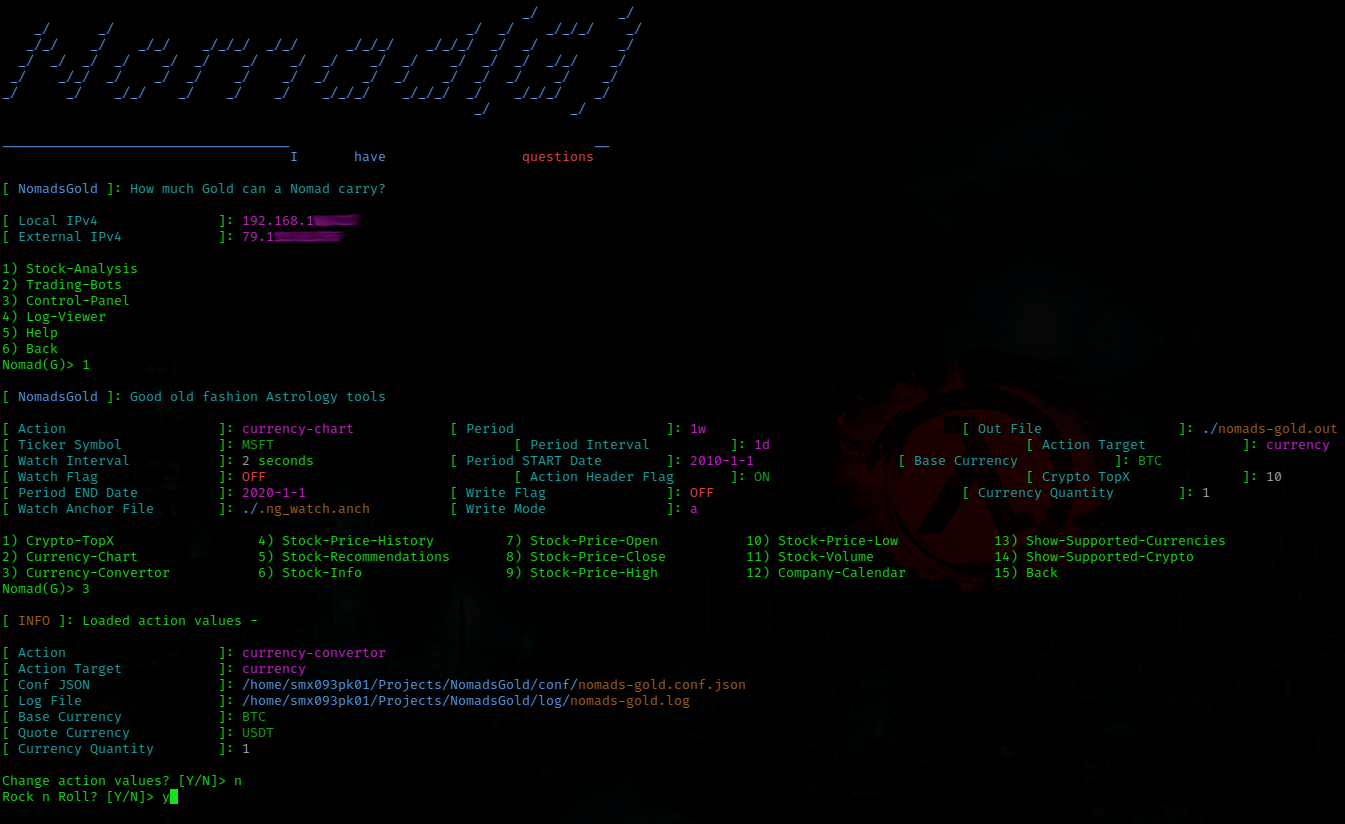 Nomad(G)
I have questions
[ NomadsGold ]: How much Gold can a Nomad carry?
[ Local IPv4 ]: 192.168.1
[ External IPv4 ]: 79.1
1) Stock-Analysis
2) Trading-Bots
3) Control-Panel
4) Log-Viewer
5) Help
6) Back
Nomad(G)> 1
[ NomadsGold ]: Good old fashion Astrology tools
[ Action ]: currency-chart [ Period ]: 1w [ Out File ]: ./nomads-gold.out
[ Ticker Symbol ]: MSFT [ Period Interval ]: 1d [ Action Target ]: currency
[ Watch Interval ]: 2 seconds [ Period START Date ]: 2010-1-1 [ Base Currency ]: BTC
[ Watch Flag ]: OFF [ Action Header Flag ]: ON [ Crypto TopX ]: 10
[ Period END Date ]: 2020-1-1 [ Write Flag ]: OFF [ Currency Quantity ]: 1
[ Watch Anchor File ]: ./.ng_watch.anch [ Write Mode ]: a
1) Crypto-TopX 4) Stock-Price-History 7) Stock-Price-Open 10) Stock-Price-Low 13) Show-Supported-Currencies
2) Currency-Chart 5) Stock-Recommendations 8) Stock-Price-Close 11) Stock-Volume 14) Show-Supported-Crypto
3) Currency-Convertor 6) Stock-Info 9) Stock-Price-High 12) Company-Calendar 15) Back
Nomad(G)> 3
[ INFO ]: Loaded action values -
[ Action ]: currency-convertor
[ Action Target ]: currency
[ Conf JSON ]: /home/smx093pk01/Projects/NomadsGold/conf/nomads-gold.conf.json
[ Log File ]: /home/smx093pk01/Projects/NomadsGold/log/nomads-gold.log
[ Base Currency ]: BTC
[ Quote Currency ]: USDT
[ Currency Quantity ]: 1
Change action values? [Y/N]> n
Rock n Roll? [Y/N]> y